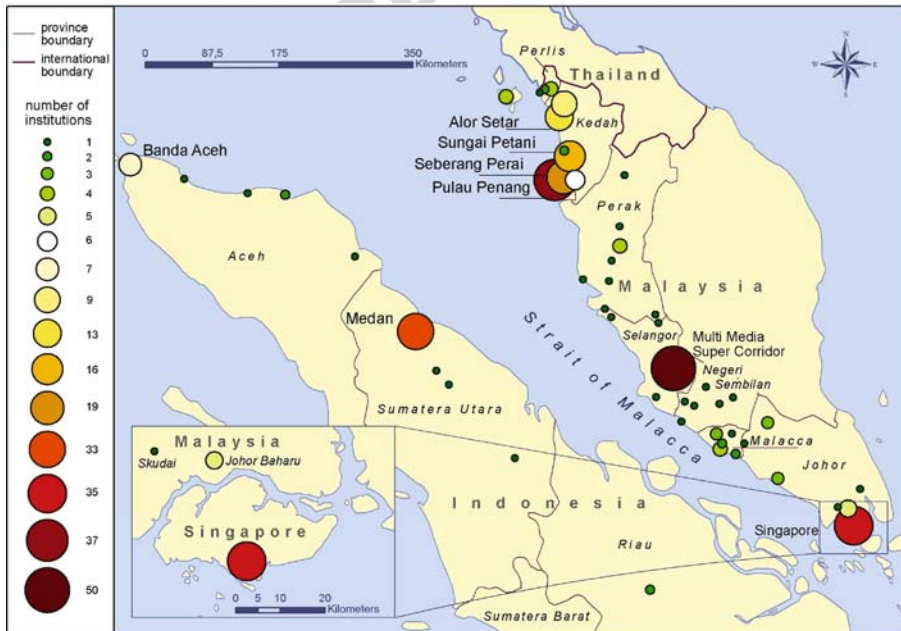 province
boundary
international
boundary
number of
institutions
1
2
3
4
5
6
7
9
13
16
19
33
35
37
50
0
87,5
175
350
Kilometers
N
W
E
S
Perlis
Thailand
Kedah
Alor Setar
Sungai Petani
Seberang Perai
Pulau Penang
Banda Aceh
Aceh
Perak
Malaysia
Medan
Strait of Malacca
Selangor
Multi Media
Super Corridor
Negeri
Sembilan
Sumatera Utara
Malacca
Johor
Indonesia
Singapore
Riau
Sumatera Barat
Malaysia
Skudai
Johor Baharu
Singapore
0 5 10 20
Kilometers